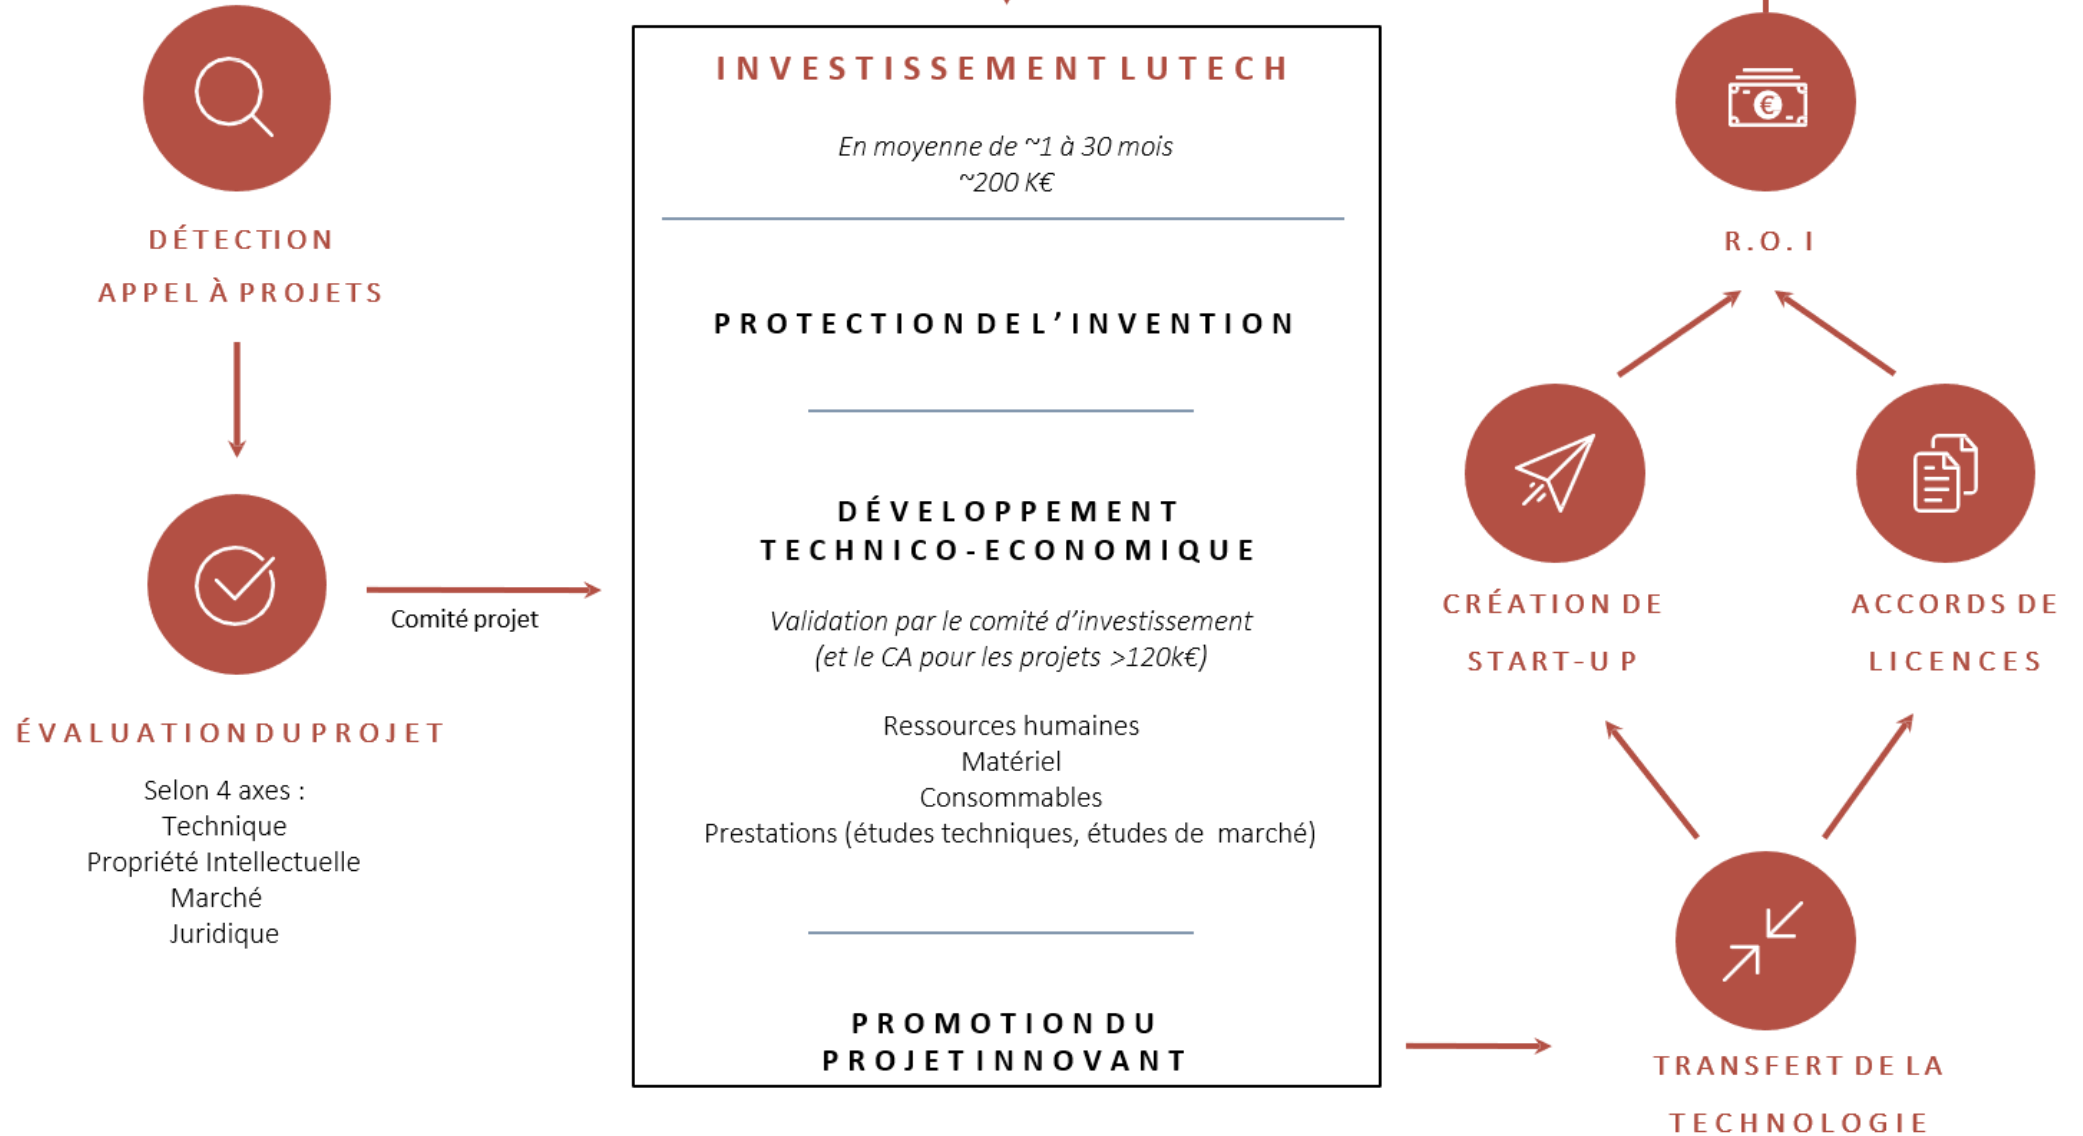 DÉTECTION
APPEL À PROJETS
ÉVALUATION DU PROJET
Selon 4 axes :
Technique
Propriété Intellectuelle
Marché
Juridique
Comité projet
INVESTISSEMENT LUTECH
En moyenne de ~1 à 30 mois
~200 K€
PROTECTION DE L’INVENTION
DÉVELOPPEMENT
TECHNICO-ECONOMIQUE
Validation par le comité d’investissement
(et le CA pour les projets >120k€)
Ressources humaines
Matériel
Consommables
Prestations (études techniques, études de marché)
PROMOTION DU
PROJET INNOVANT
€
R.O.I
CRÉATION DE
START-UP
ACCORDS DE
LICENCES
TRANSFERT DE LA
TECHNOLOGIE